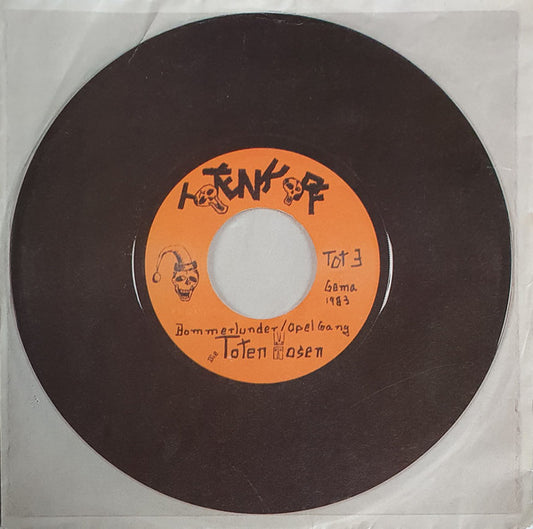 TOTENKOPF
TOT 3
Gema
1983
Bommerlunder/Opel Gang
Die Toten Hosen